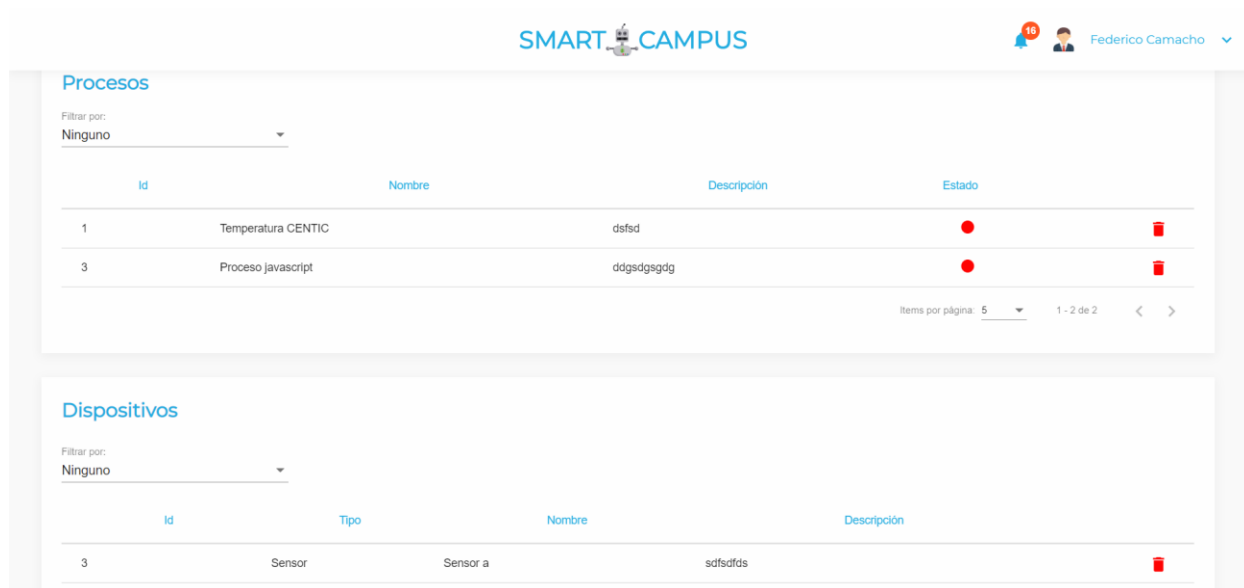 SMART CAMPUS
16
Federico Camacho
Procesos
Filtrar por:
Ninguno
Id Nombre Descripción Estado
1 Temperatura CENTIC dsfsd
3 Proceso javascript ddgsdgsgdg
Items por página: 5 1 - 2 de 2
Dispositivos
Filtrar por:
Ninguno
Id Tipo Nombre Descripción
3 Sensor Sensor a sdfsdfds